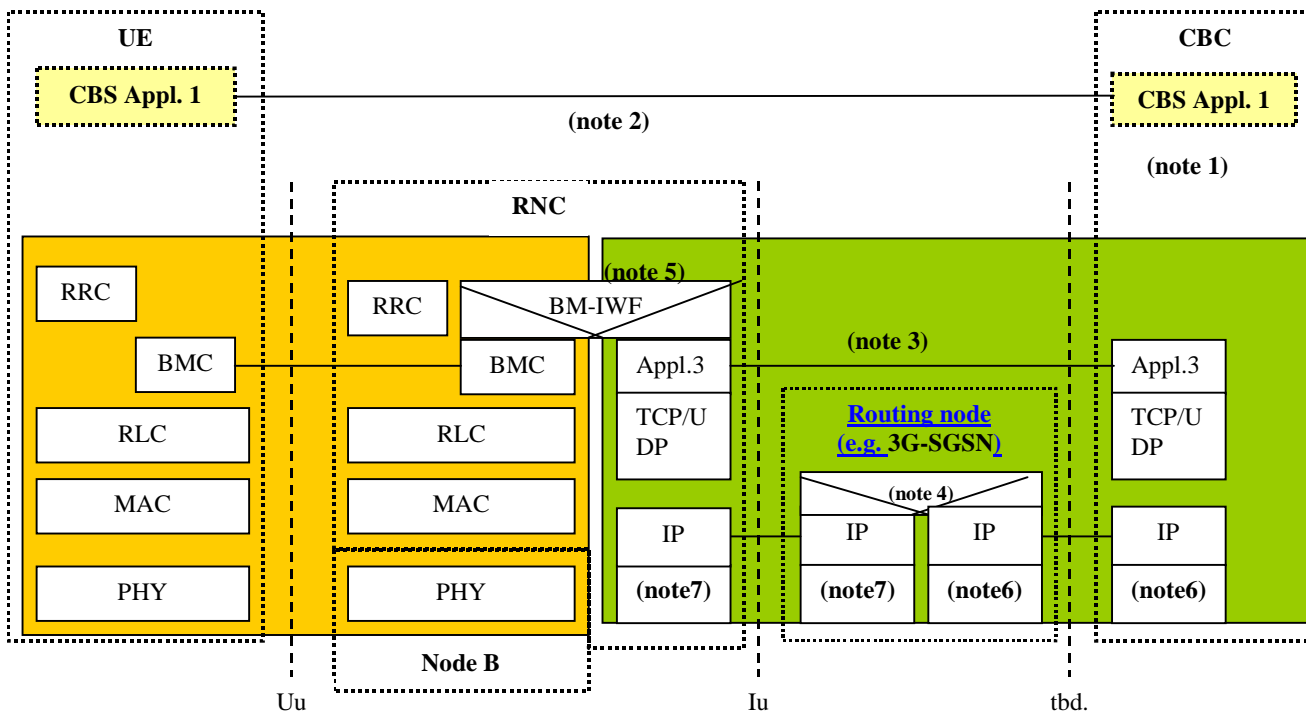 UE
CBC
CBS Appl. 1
CBS Appl. 1
(note 2)
(note 1)
RNC
(note 5)
RRC
RRC
BM-IWF
(note 3)
BMC
BMC
Appl.3
Appl.3
Routing node
(e.g. 3G-SGSN)
RLC
RLC
TCP/U
DP
TCP/U
DP
MAC
MAC
(note 4)
IP
IP
IP
IP
PHY
PHY
(note7)
(note7)
(note6)
(note6)
Node B
Uu
Iu
tbd.